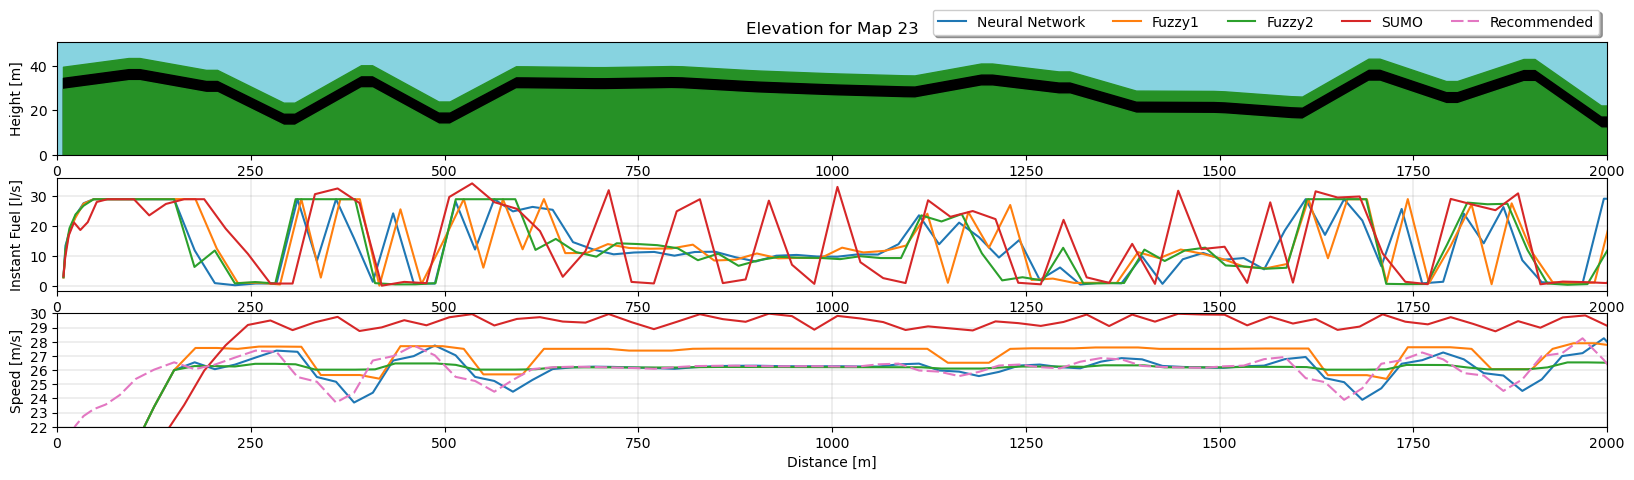 Elevation for Map 23
Neural Network Fuzzy1 Fuzzy2 SUMO Recommended
Height [m]
40
20
0
0 250 500 750 1000 1250 1500 1750 2000
Instant Fuel [l/s]
30
20
10
0
0 250 500 750 1000 1250 1500 1750 2000
Speed [m/s]
30
29
28
27
26
25
24
23
22
0 250 500 750 1000 1250 1500 1750 2000
Distance [m]